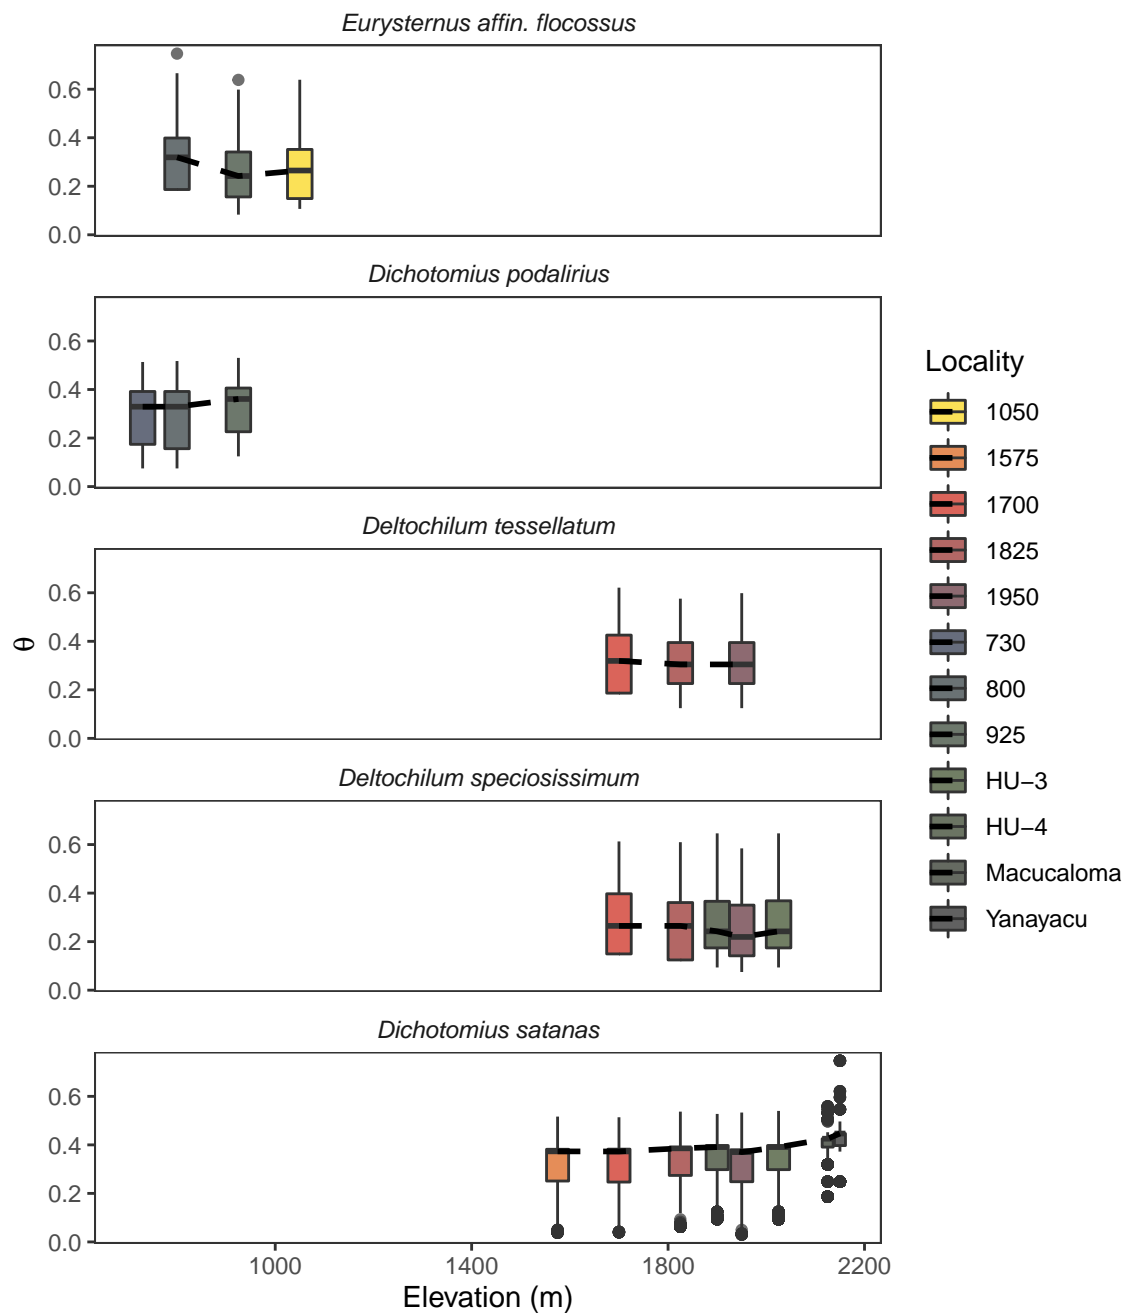 Eurysternus affin. flocossus
0.6
0.4
0.2
0.0
Dichotomius podalirius
0.6
0.4
0.2
0.0
Deltochilum tessellatum
0.6
0.4
0.2
0.0
θ
Deltochilum speciosissimum
0.6
0.4
0.2
0.0
Dichotomius satanas
0.6
0.4
0.2
0.0
1000 1400 1800 2200
Elevation (m)
Locality
1050
1575
1700
1825
1950
730
800
925
HU−3
HU−4
Macucaloma
Yanayacu